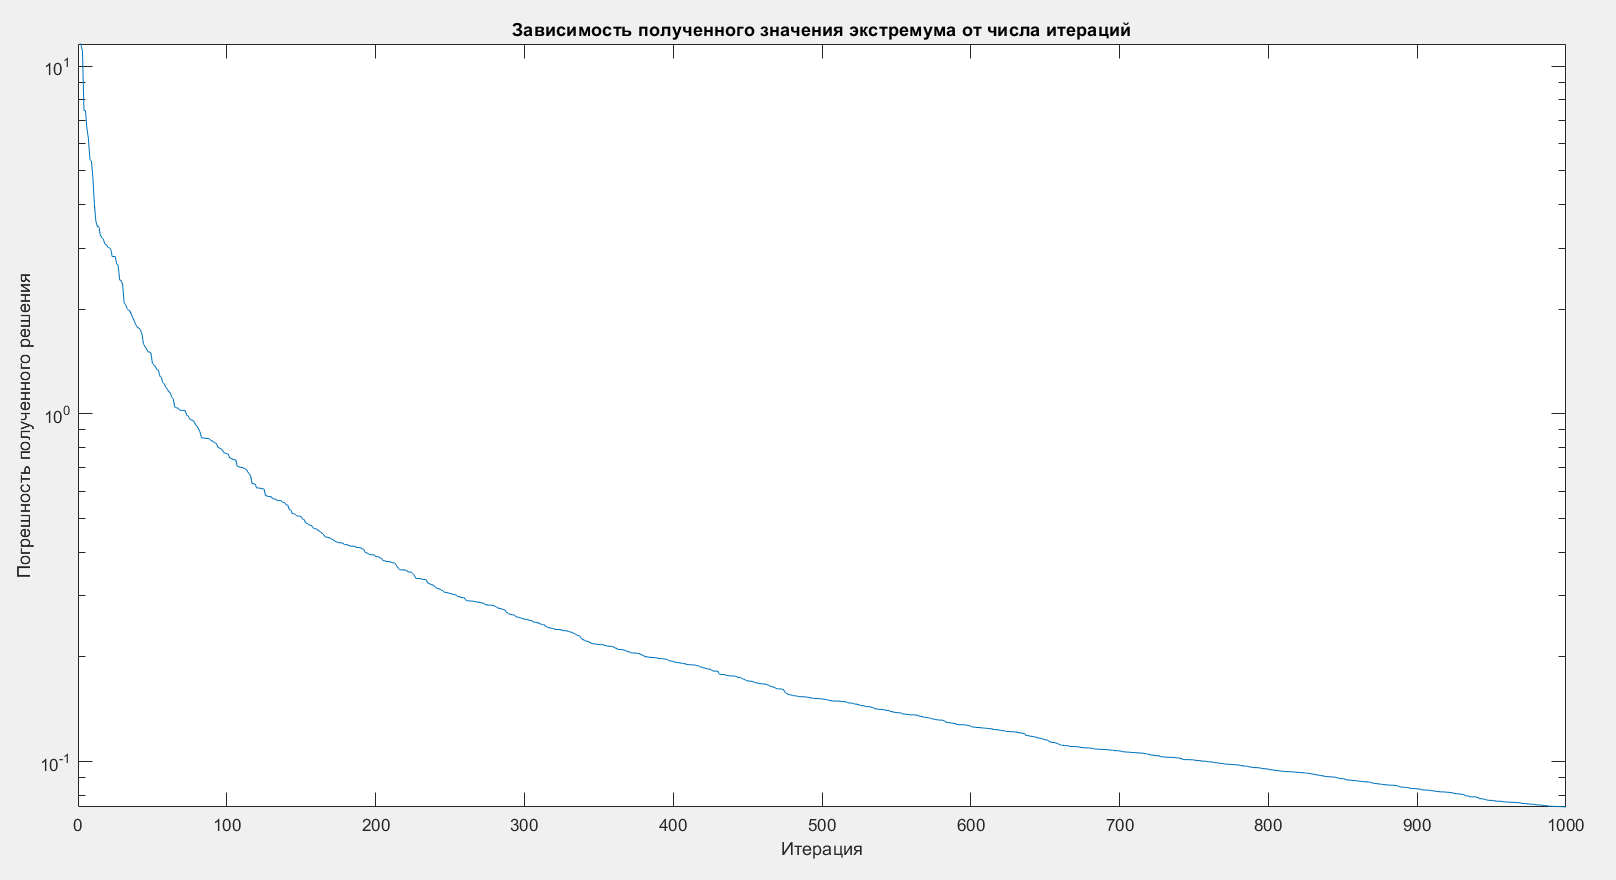 Зависимость полученного значения экстремума от числа итераций
10^1
10^0
10^-1
Погрешность полученного решения
0 100 200 300 400 500 600 700 800 900 1000
Итерация